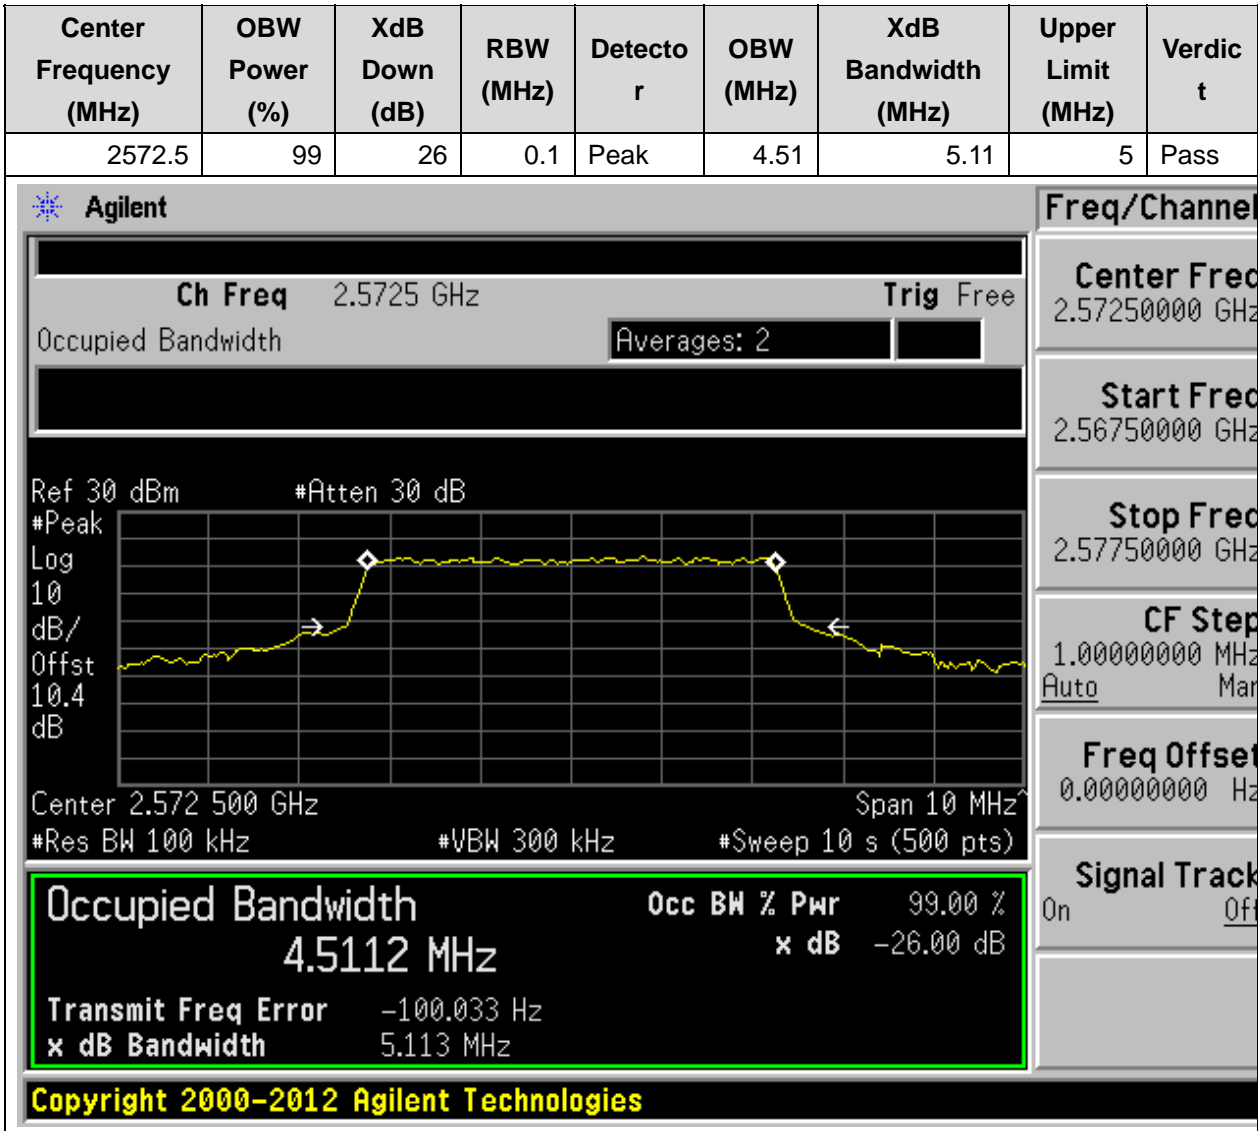 Center Frequency (MHz) OBW Power (%) XdB Down (dB) RBW (MHz) Detecto r OBW (MHz) XdB Bandwidth (MHz) Upper Limit (MHz) Verdic t
2572.5 99 26 0.1 Peak 4.51 5.11 5 Pass
Agilent
Freq/Channel
Ch Freq 2.5725 GHz Trig Free
Occupied Bandwidth Averages: 2
Center Freq
2.57250000 GHz
Start Freq
2.56750000 GHz
Stop Freq
2.57750000 GHz
CF Step
1.00000000 MHz
Auto Man
Freq Offset
0.00000000 Hz
Signal Track
On Off
Ref 30 dBm #Atten 30 dB
#Peak
Log
10
dB/
Offst
10.4
dB
Center 2.572 500 GHz Span 10 MHz^
#Res BW 100 kHz #VBW 300 kHz #Sweep 10 s (500 pts)
Occupied Bandwidth
4.5112 MHz
Occ BW % Pwr 99.00 %
x dB -26.00 dB
Transmit Freq Error -100.033 Hz
x dB Bandwidth 5.113 MHz
Copyright 2000-2012 Agilent Technologies